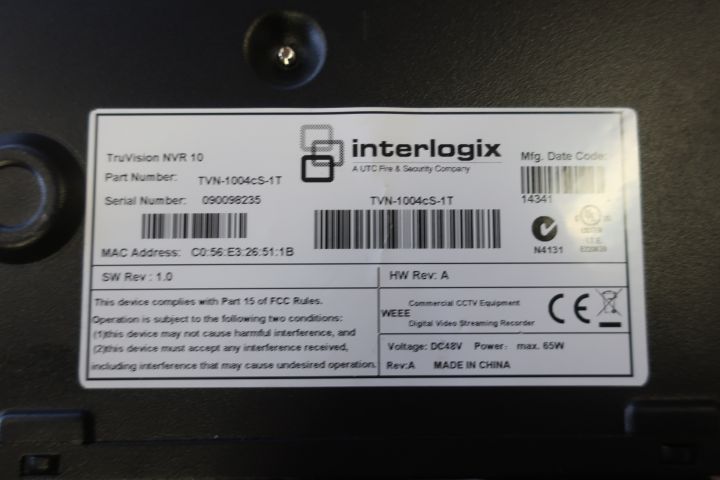 TruVision NVR 10
Part Number: TVN-1004cS-1T
Serial Number: 090098235
MAC Address: C0:56:E3:26:51:1B
interlogix
A UTC Fire & Security Company
TVN-1004cS-1T
Mfg. Date Code:
14341
N4131
UL
LISTED
I.T.E.
SW Rev : 1.0
HW Rev: A
This device complies with Part 15 of FCC Rules.
Operation is subject to the following two conditions:
(1)this device may not cause harmful interference, and
(2)this device must accept any interference received,
including interference that may cause undesired operation.
Commercial CCTV Equipment
WEEE
Digital Video Streaming Recorder
CE
Voltage: DC48V Power: max. 65W
Rev:A MADE IN CHINA